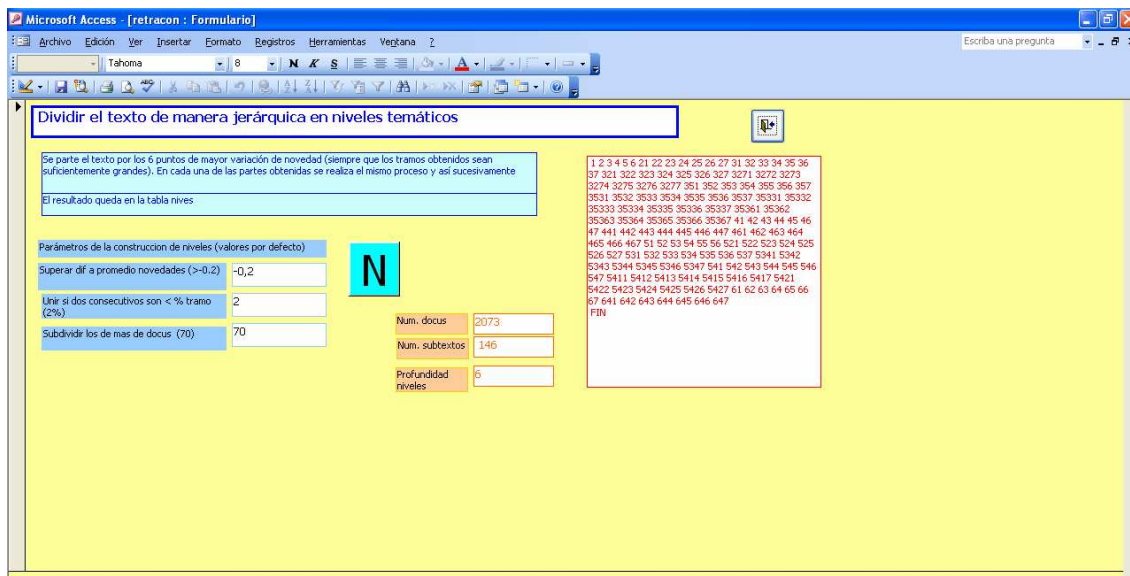 Microsoft Access - [retracon : Formulario]
Archivo Edición Ver Insertar Formato Registros Herramientas Ventana ?
Escriba una pregunta
Tahoma 8 N K S
Dividir el texto de manera jerárquica en niveles temáticos
Se parte el texto por los 6 puntos de mayor variación de novedad (siempre que los tramos obtenidos sean
suficientemente grandes). En cada una de las partes obtenidas se realiza el mismo proceso y así sucesivamente
El resultado queda en la tabla nives
Parámetros de la construccion de niveles (valores por defecto)
Superar dif a promedio novedades (>-0.2) -0,2
Unir si dos consecutivos son < % tramo
(2%)
2
Subdividir los de mas de docus (70) 70
N
Num. docus 2073
Num. subtextos 146
Profundidad
niveles
6
1 2 3 4 5 6 21 22 23 24 25 26 27 31 32 33 34 35 36
37 321 322 323 324 325 326 327 3271 3272 3273
3274 3275 3276 3277 351 352 353 354 355 356 357
3531 3532 3533 3534 3535 3536 3537 35331 35332
35333 35334 35335 35336 35337 35361 35362
35363 35364 35365 35366 35367 41 42 43 44 45 46
47 441 442 443 444 445 446 447 461 462 463 464
465 466 467 51 52 53 54 55 56 521 522 523 524 525
526 527 531 532 533 534 535 536 537 5341 5342
5343 5344 5345 5346 5347 541 542 543 544 545 546
547 5411 5412 5413 5414 5415 5416 5417 5421
5422 5423 5424 5425 5426 5427 61 62 63 64 65 66
67 641 642 643 644 645 646 647
FIN